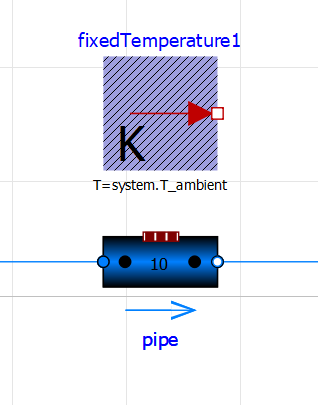 fixedTemperature1
K
T=system.T_ambient
10
pipe